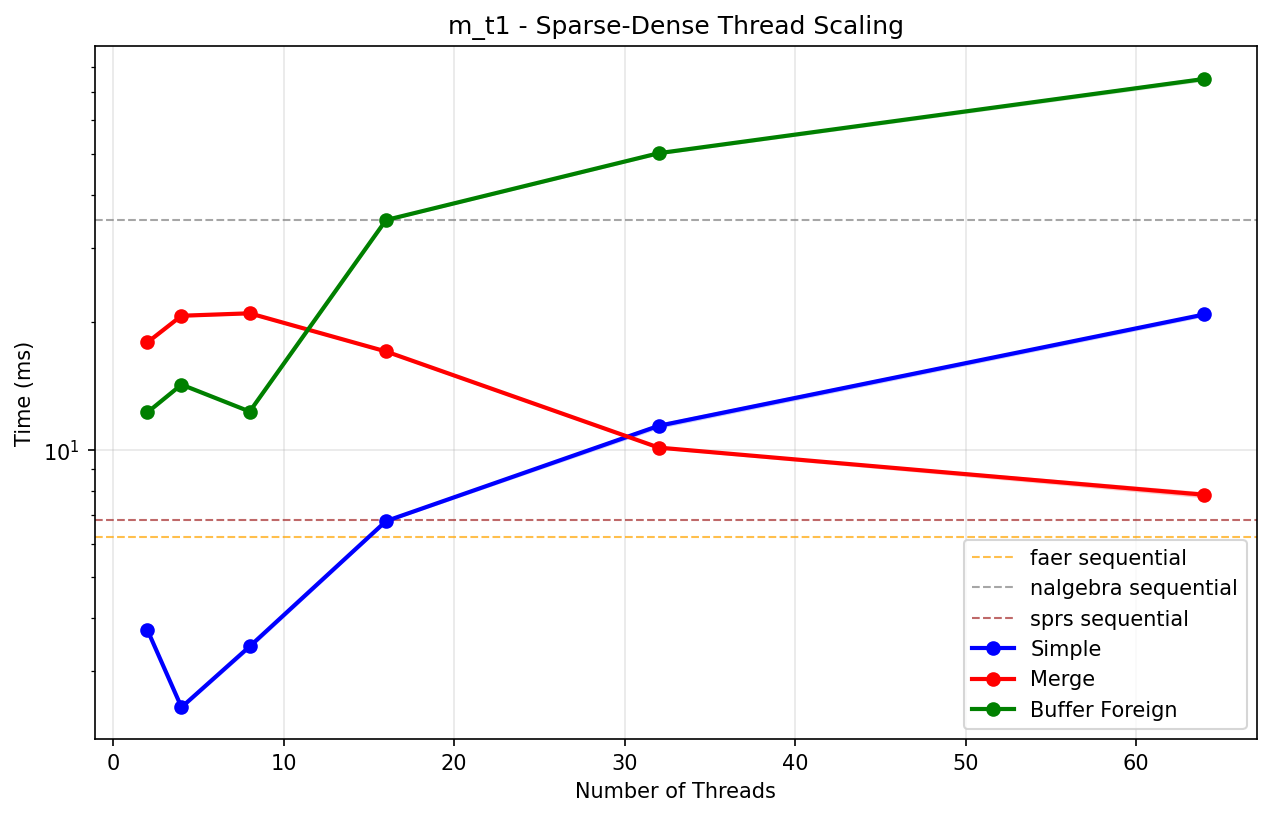 m_t1 - Sparse-Dense Thread Scaling
Time (ms)
10¹
0 10 20 30 40 50 60
Number of Threads
faer sequential
nalgebra sequential
sprs sequential
Simple
Merge
Buffer Foreign